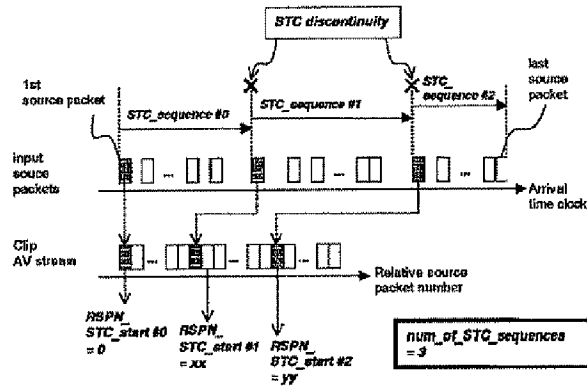 STC discontinuity
1st
source packet
last
source
packet
STC_sequence #0
STC_sequence #1
STC_
sequence #2
input
souce
packets
...
...
...
Arrival
time clock
Clip
AV stream
...
...
...
Relative source
packet number
RSPN_
STC_start #0
= 0
RSPN_
STC_start #1
= xx
RSPN_
STC_start #2
= yy
num_of_STC_sequences
= 3